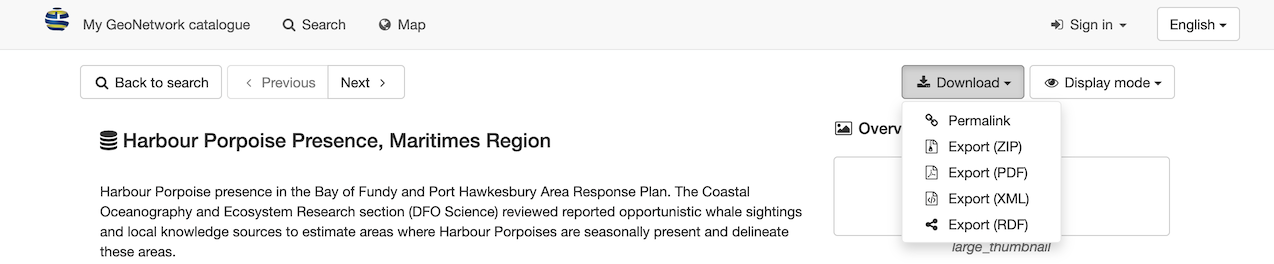 My GeoNetwork catalogue Search Map Sign in English
Back to search Previous Next Download Display mode
Permalink
Export (ZIP)
Export (PDF)
Export (XML)
Export (RDF)
Overv
Harbour Porpoise Presence, Maritimes Region
Harbour Porpoise presence in the Bay of Fundy and Port Hawkesbury Area Response Plan. The Coastal
Oceanography and Ecosystem Research section (DFO Science) reviewed reported opportunistic whale sightings
and local knowledge sources to estimate areas where Harbour Porpoises are seasonally present and delineate
these areas.
large_thumbnail